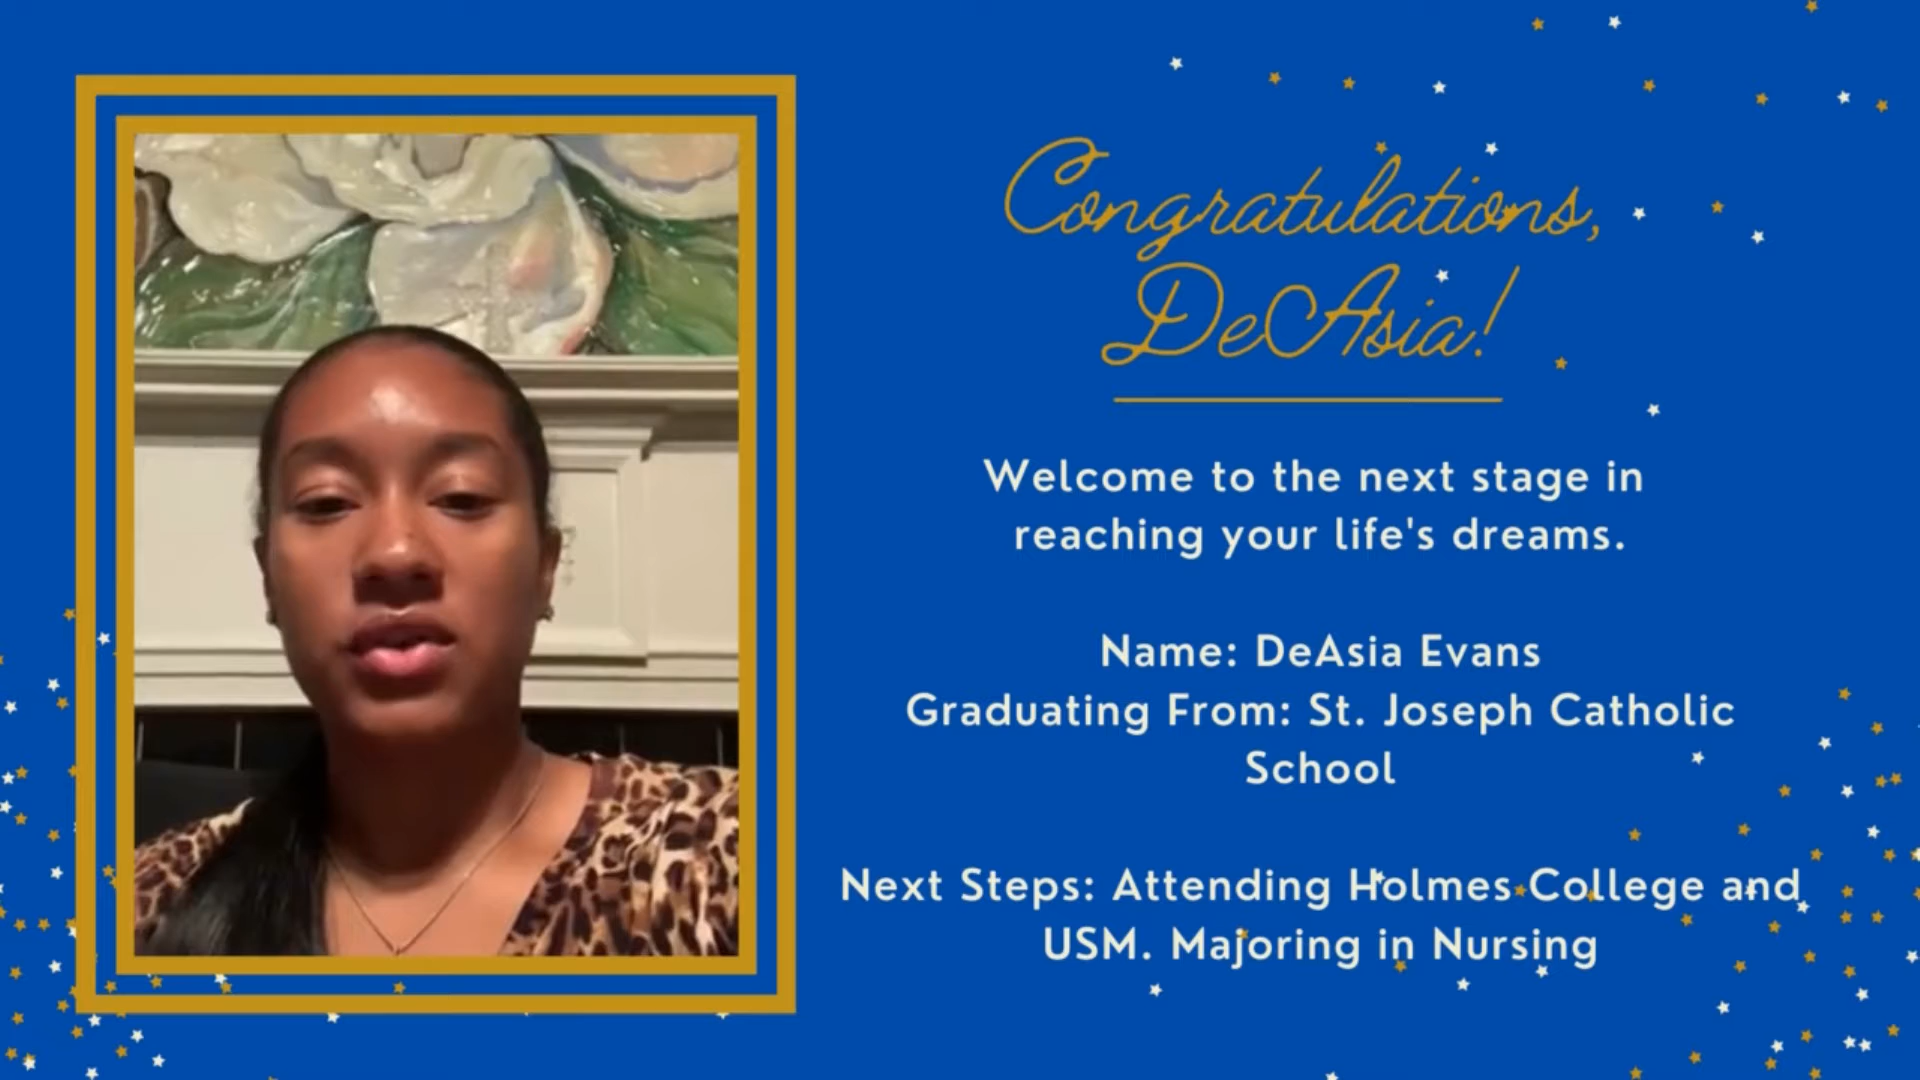 Congratulations,
DeAsia!
Welcome to the next stage in
reaching your life's dreams.
Name: DeAsia Evans
Graduating From: St. Joseph Catholic
School
Next Steps: Attending Holmes College and
USM. Majoring in Nursing